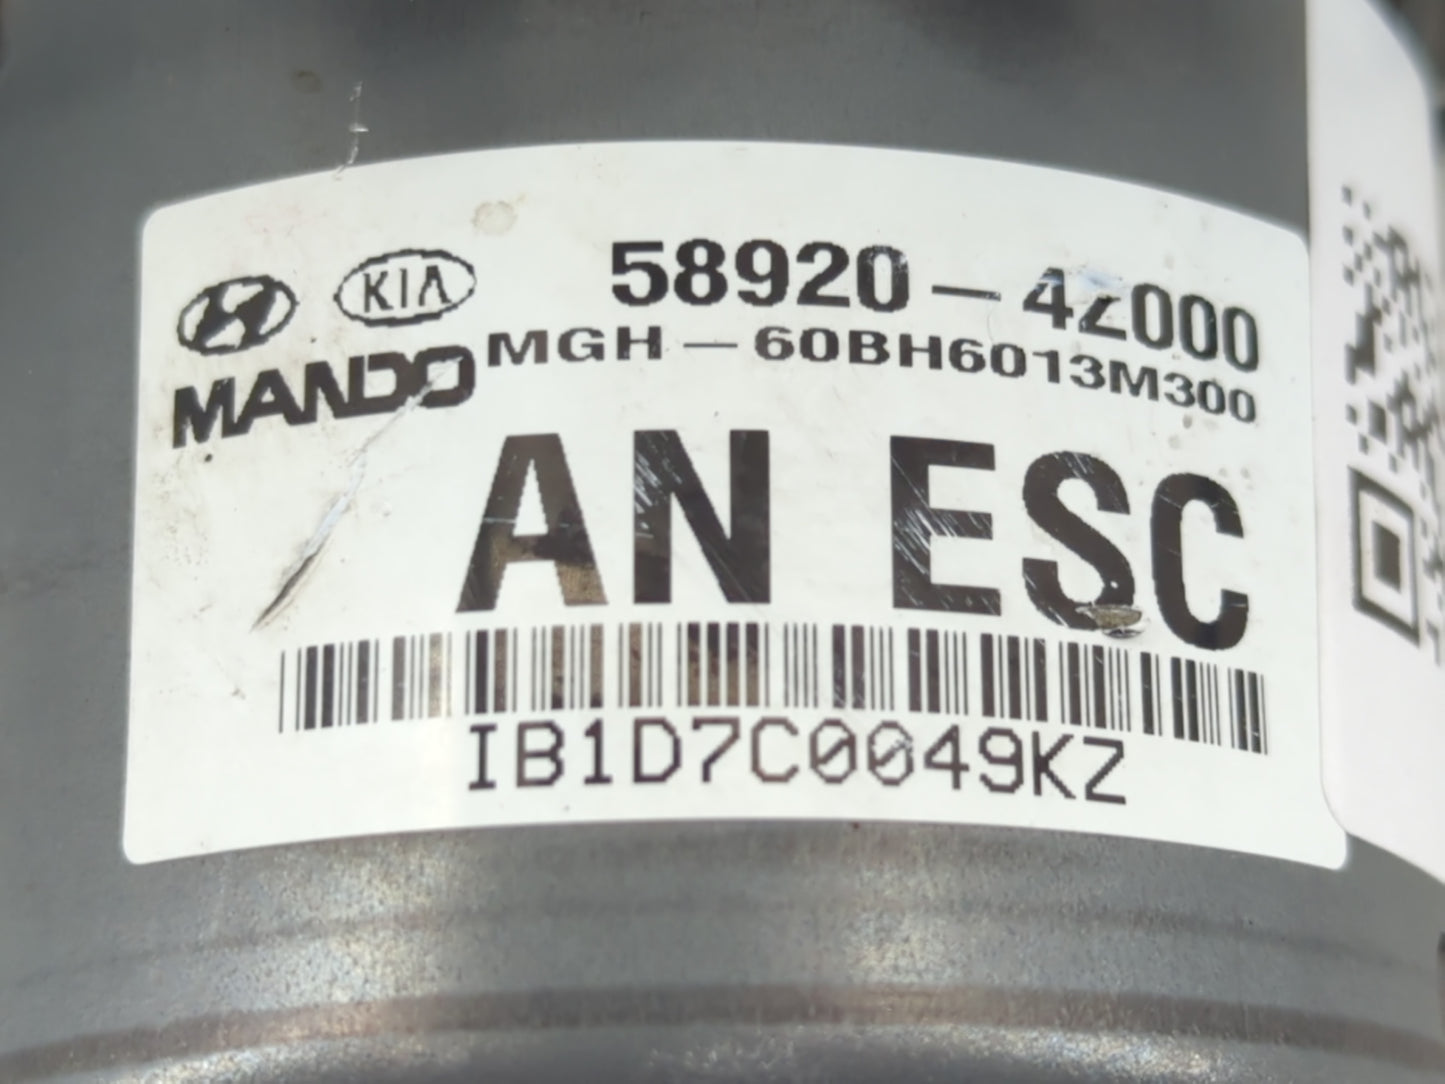 KIA 58920-4Z000
MANDO MGH-60BH6013M300
AN ESC
IB1D7C0049KZ